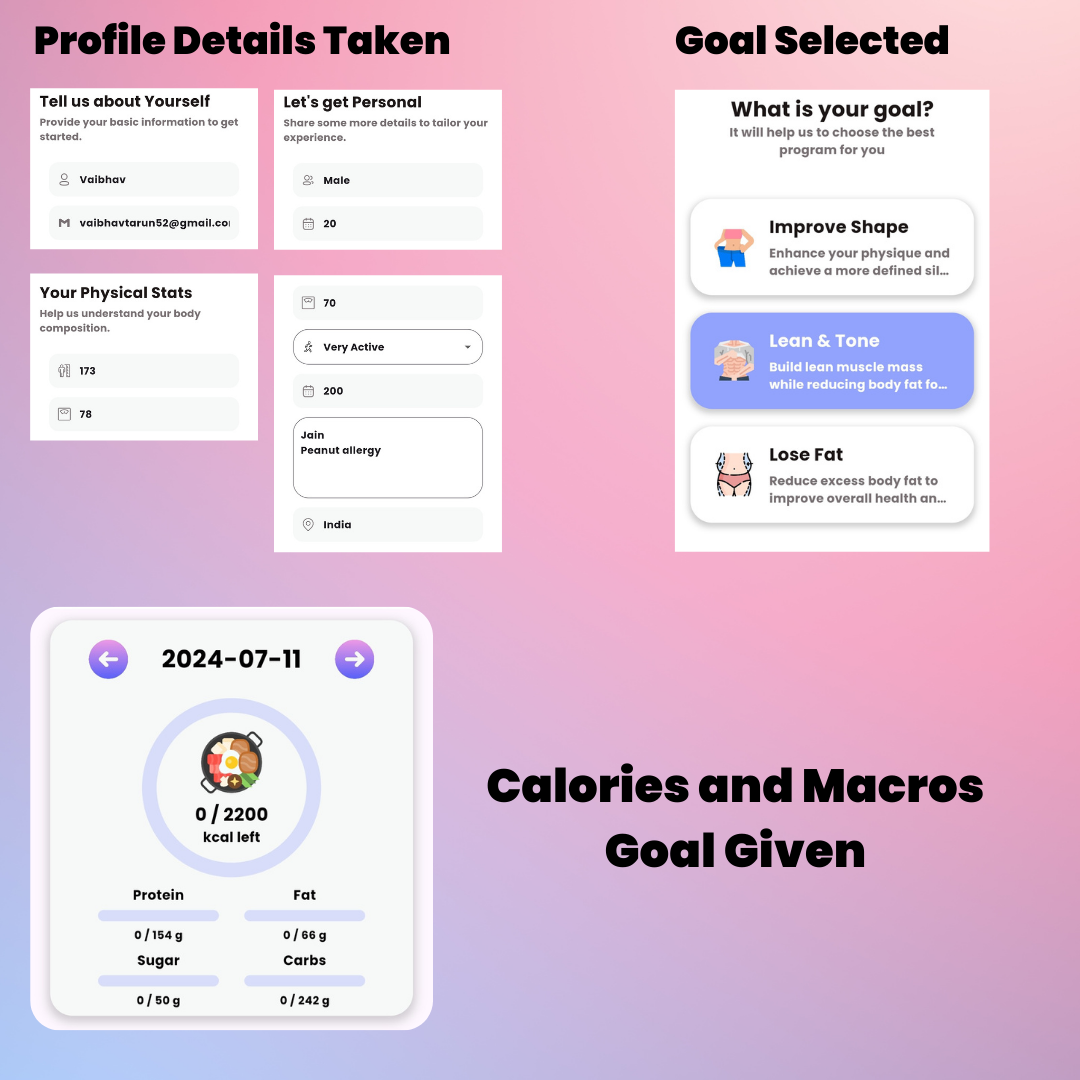 Profile Details Taken
Goal Selected
Tell us about Yourself
Provide your basic information to get
started.
Vaibhav
vaibhavtarun52@gmail.co
Let's get Personal
Share some more details to tailor your
experience.
Male
20
Your Physical Stats
Help us understand your body
composition.
173
78
70
Very Active
200
Jain
Peanut allergy
India
What is your goal?
It will help us to choose the best
program for you
Improve Shape
Enhance your physique and
achieve a more defined sil...
Lean & Tone
Build lean muscle mass
while reducing body fat fo...
Lose Fat
Reduce excess body fat to
improve overall health an...
2024-07-11
0 / 2200
kcal left
Protein
Fat
0 / 154 g
0 / 66 g
Sugar
Carbs
0 / 50 g
0 / 242 g
Calories and Macros
Goal Given